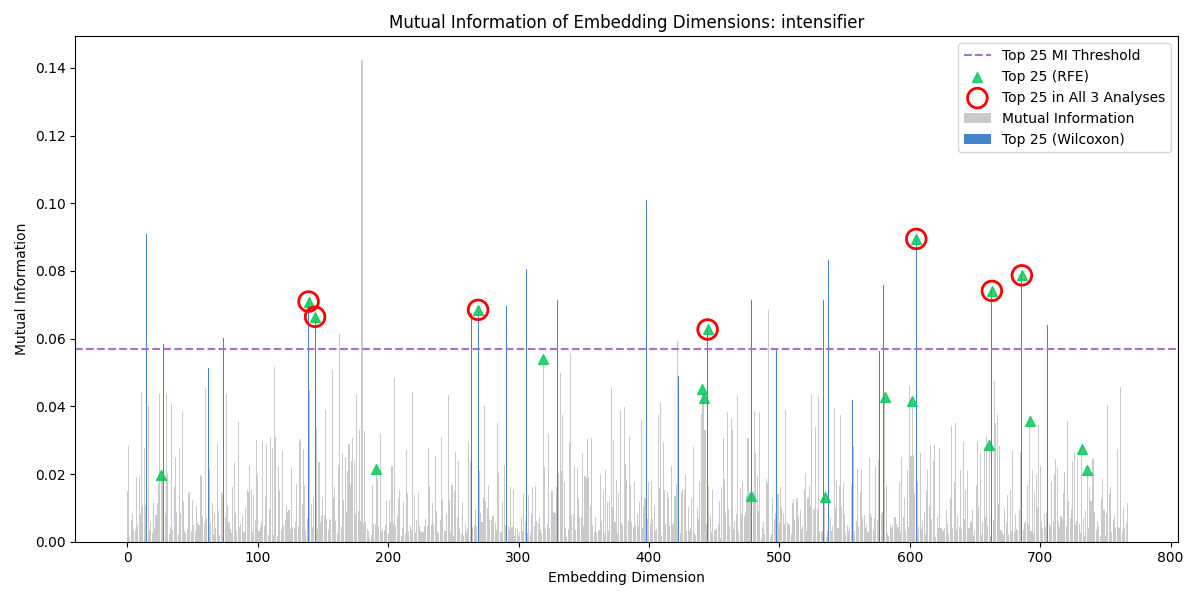 Mutual Information of Embedding Dimensions: intensifier
Top 25 MI Threshold
Top 25 (RFE)
Top 25 in All 3 Analyses
Mutual Information
Top 25 (Wilcoxon)
Mutual Information
0.14
0.12
0.10
0.08
0.06
0.04
0.02
0.00
0 100 200 300 400 500 600 700 800
Embedding Dimension